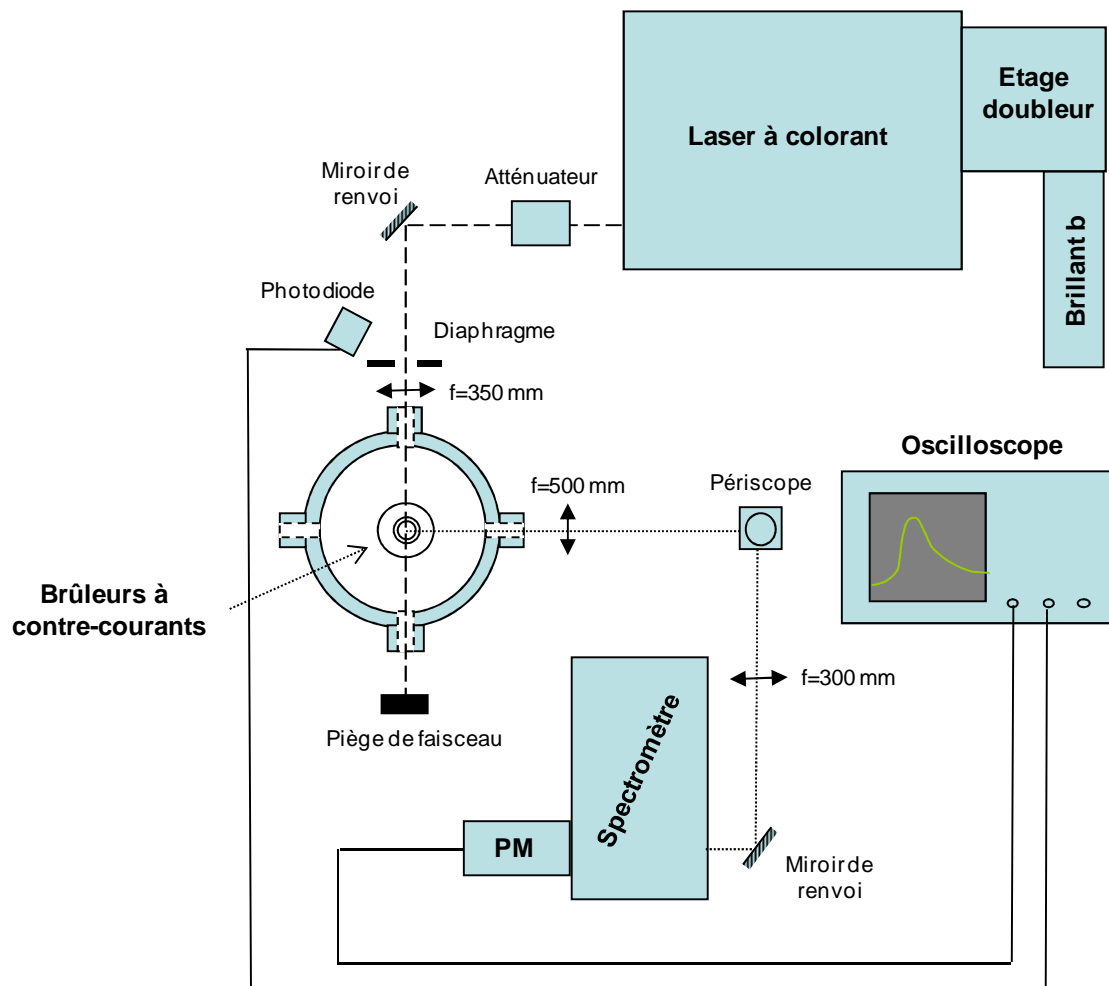 Etage
doubleur
Laser à colorant
Brillant b
Miroir de
renvoi
Atténuateur
Photodiode
Diaphragme
f=350 mm
Oscilloscope
f=500 mm
Périscope
Brûleurs à
contre-courants
f=300 mm
Spectromètre
Piège de faisceau
PM
Miroir de
renvoi